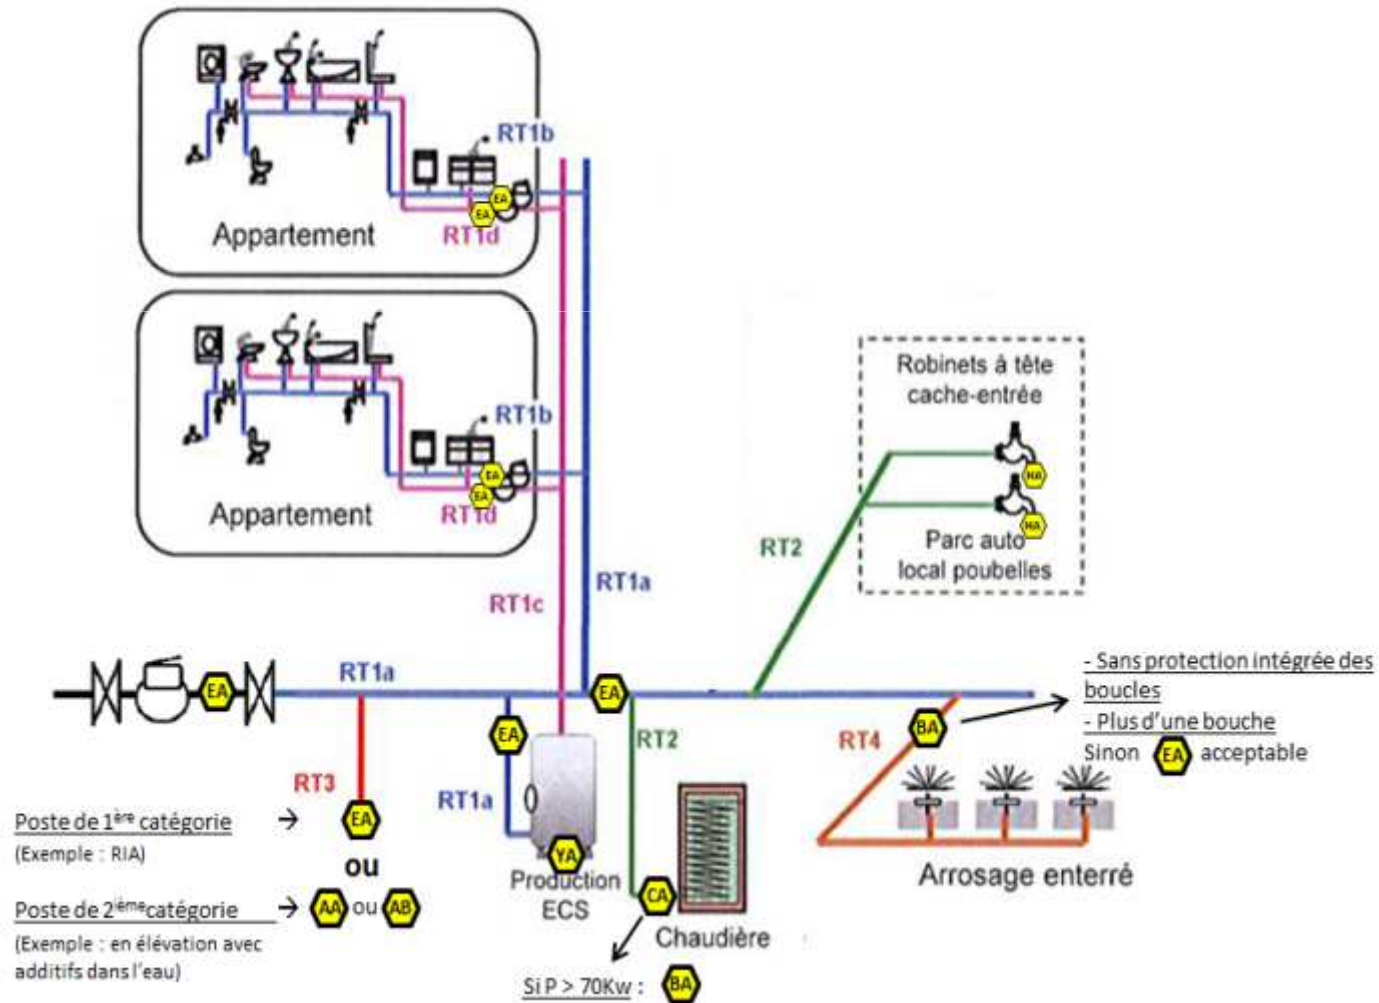 RT1b
EA
EA
Appartement
RT1d
RT1b
EA
EA
Appartement
RT1d
Robinets à tête
cache-entrée
HA
HA
Parc auto
local poubelles
RT2
RT1c
RT1a
EA
RT1a
EA
- Sans protection intégrée des
boucles
- Plus d'une bouche
Sinon EA acceptable
EA
RT2
RT4
BA
RT3
RT1a
Poste de 1ère catégorie → EA
(Exemple : RIA)
ou
YA
Production
ECS
CA
Chaudière
Arrosage enterré
Poste de 2ième catégorie → AA ou AB
(Exemple : en élévation avec
additifs dans l'eau)
Si P > 70Kw : BA